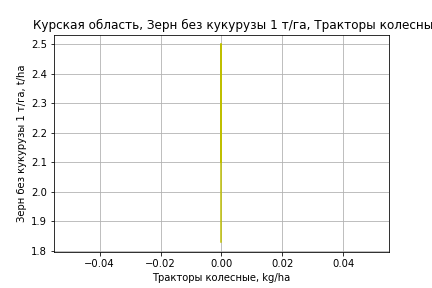 Курская область, Зерн без кукурузы 1 т/га, Тракторы колесны
2.5
2.4
2.3
2.2
2.1
2.0
1.9
1.8
Зерн без кукурузы 1 т/га, t/ha
−0.04 −0.02 0.00 0.02 0.04
Тракторы колесные, kg/ha